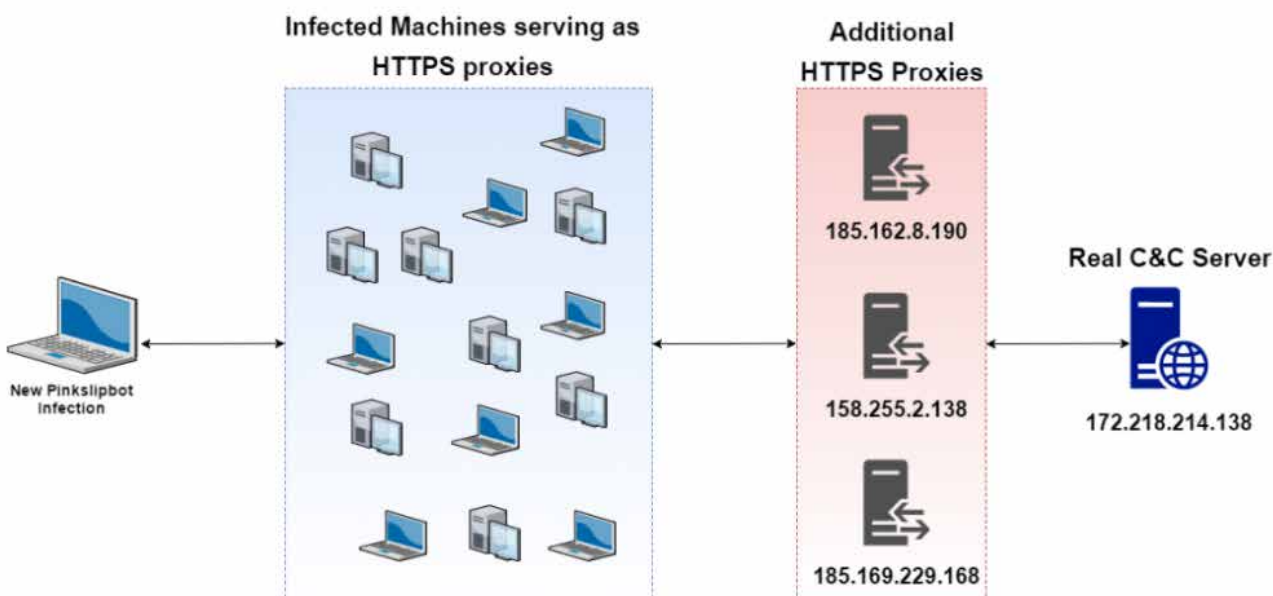 Infected Machines serving as
HTTPS proxies
Additional
HTTPS Proxies
185.162.8.190
Real C&C Server
New Pinkslipbot
Infection
158.255.2.138
172.218.214.138
185.169.229.168